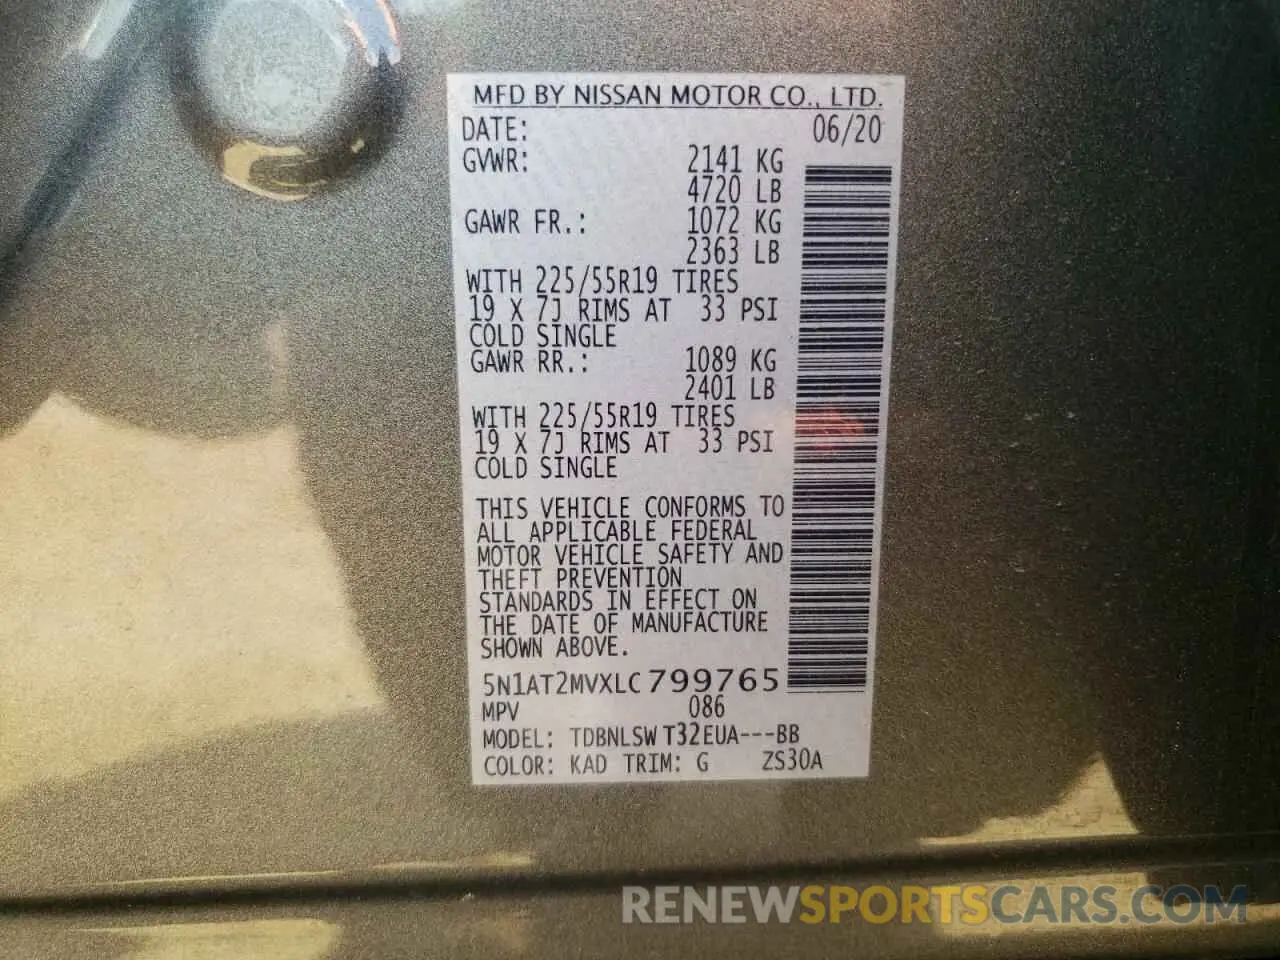 MFD BY NISSAN MOTOR CO., LTD.
DATE: 06/20
GVWR: 2141 KG
4720 LB
GAWR FR.: 1072 KG
2363 LB
WITH 225/55R19 TIRES
19 X 7J RIMS AT 33 PSI
COLD SINGLE
GAWR RR.: 1089 KG
2401 LB
WITH 225/55R19 TIRES
19 X 7J RIMS AT 33 PSI
COLD SINGLE
THIS VEHICLE CONFORMS TO
ALL APPLICABLE FEDERAL
MOTOR VEHICLE SAFETY AND
THEFT PREVENTION
STANDARDS IN EFFECT ON
THE DATE OF MANUFACTURE
SHOWN ABOVE.
5N1AT2MVXLC799765
MPV 086
MODEL: TDBNLSW T32EUA---BB
COLOR: KAD TRIM: G ZS30A
RENEWSPORTSCARS.COM